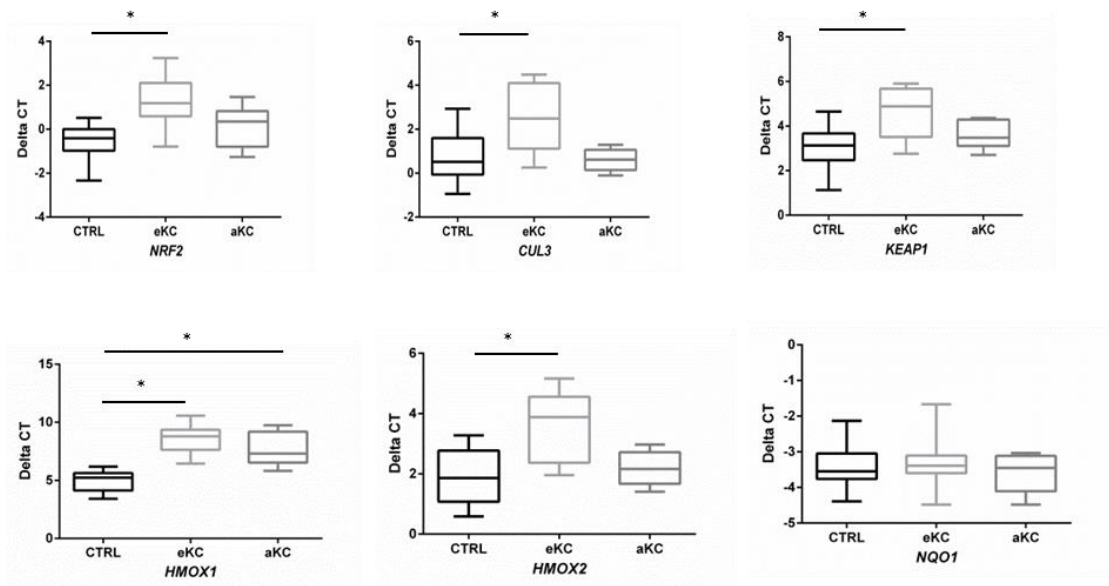 *
4
2
0
-2
-4
Delta CT
CTRL eKC aKC
NRF2
*
6
4
2
0
-2
Delta CT
CTRL eKC aKC
CUL3
*
8
6
4
2
0
Delta CT
CTRL eKC aKC
KEAP1
*
*
15
10
5
0
Delta CT
CTRL eKC aKC
HMOX1
*
6
4
2
0
Delta CT
CTRL eKC aKC
HMOX2
0
-1
-2
-3
-4
-5
Delta CT
CTRL eKC aKC
NQO1